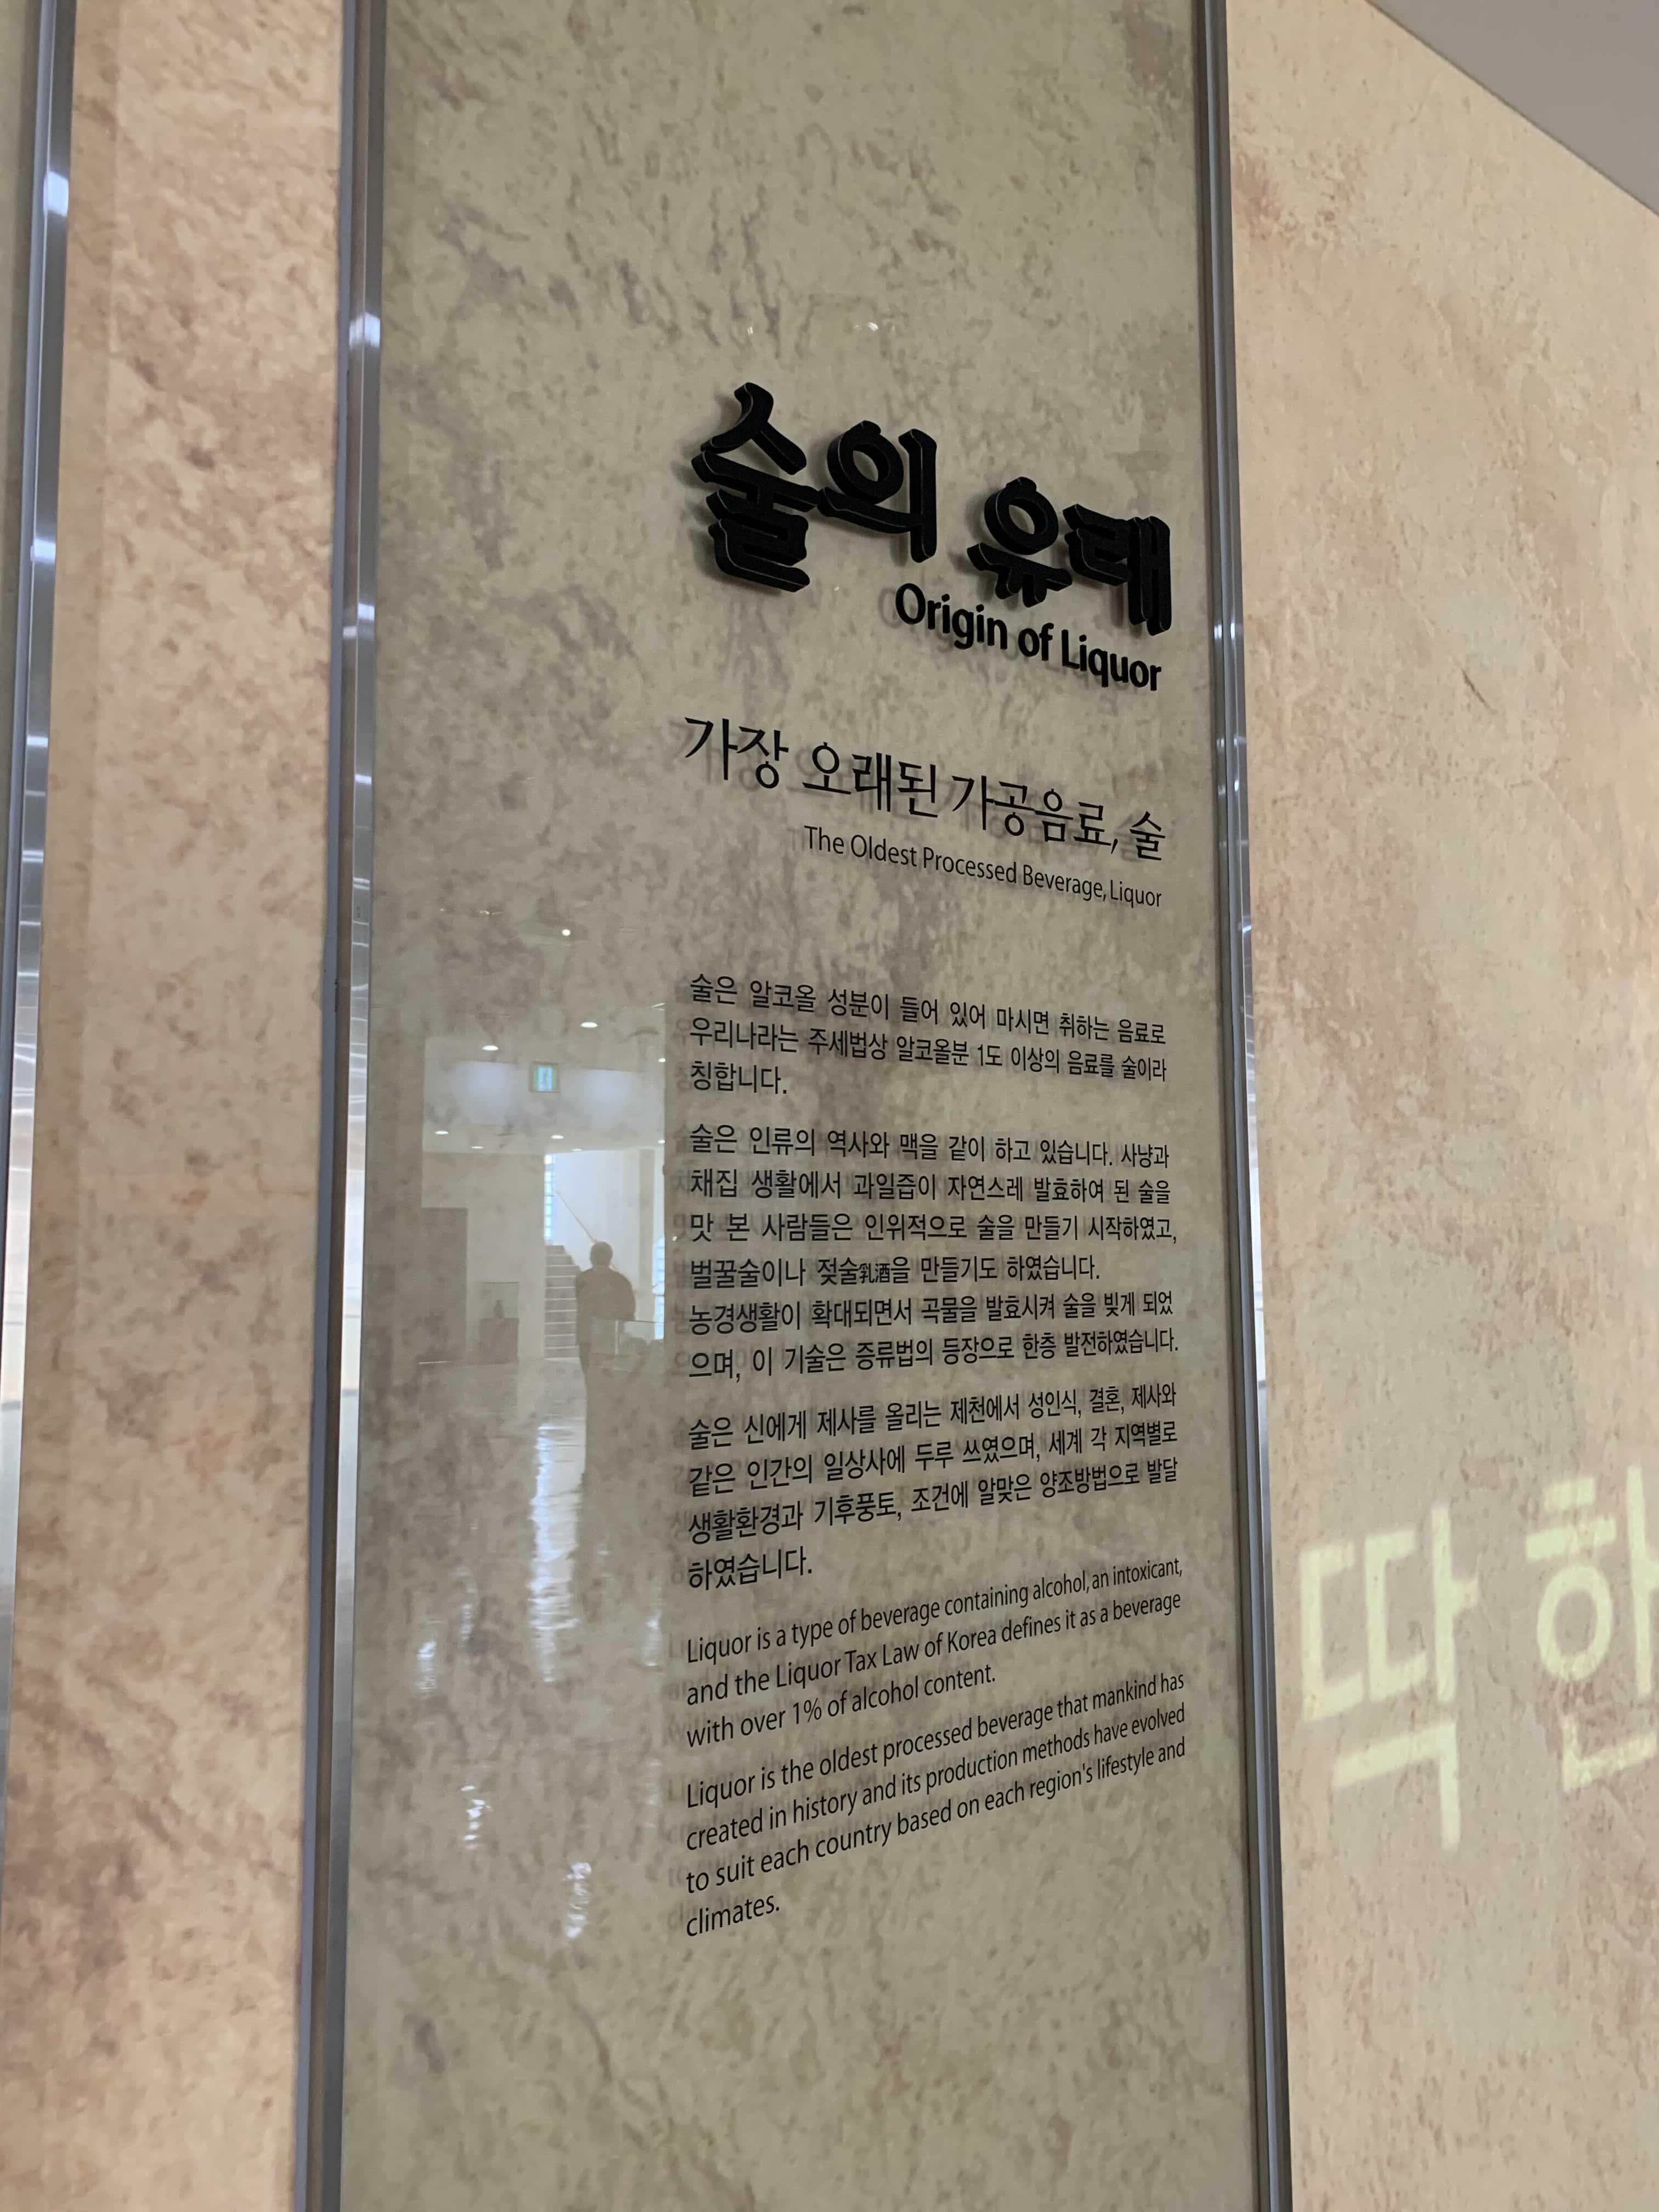 술의 유래
Origin of Liquor
가장 오래된 가공음료, 술
The Oldest Processed Beverage, Liquor
술은 알코올 성분이 들어 있어 마시면 취하는 음료로
우리나라는 주세법상 알코올분 1도 이상의 음료를 술이라
칭합니다.
술은 인류의 역사와 맥을 같이 하고 있습니다. 사냥과
채집 생활에서 과일즙이 자연스레 발효하여 된 술을
맛 본 사람들은 인위적으로 술을 만들기 시작하였고,
벌꿀술이나 젖술乳酒을 만들기도 하였습니다.
농경생활이 확대되면서 곡물을 발효시켜 술을 빚게 되었
으며, 이 기술은 증류법의 등장으로 한층 발전하였습니다.
술은 신에게 제사를 올리는 제천에서 성인식, 결혼, 제사와
같은 인간의 일상사에 두루 쓰였으며, 세계 각 지역별로
생활환경과 기후풍토, 조건에 알맞은 양조방법으로 발달
하였습니다.
Liquor is a type of beverage containing alcohol, an intoxicant,
and the Liquor Tax Law of Korea defines it as a beverage
with over 1% of alcohol content.
Liquor is the oldest processed beverage that mankind has
created in history and its production methods have evolved
to suit each country based on each region's lifestyle and
climates.
딱 한